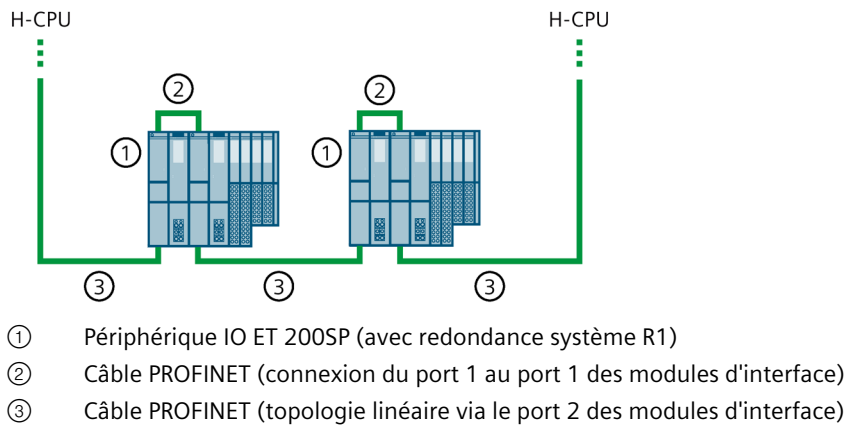 H-CPU H-CPU
② ②
① ①
③ ③ ③
① Périphérique IO ET 200SP (avec redondance système R1)
② Câble PROFINET (connexion du port 1 au port 1 des modules d'interface)
③ Câble PROFINET (topologie linéaire via le port 2 des modules d'interface)